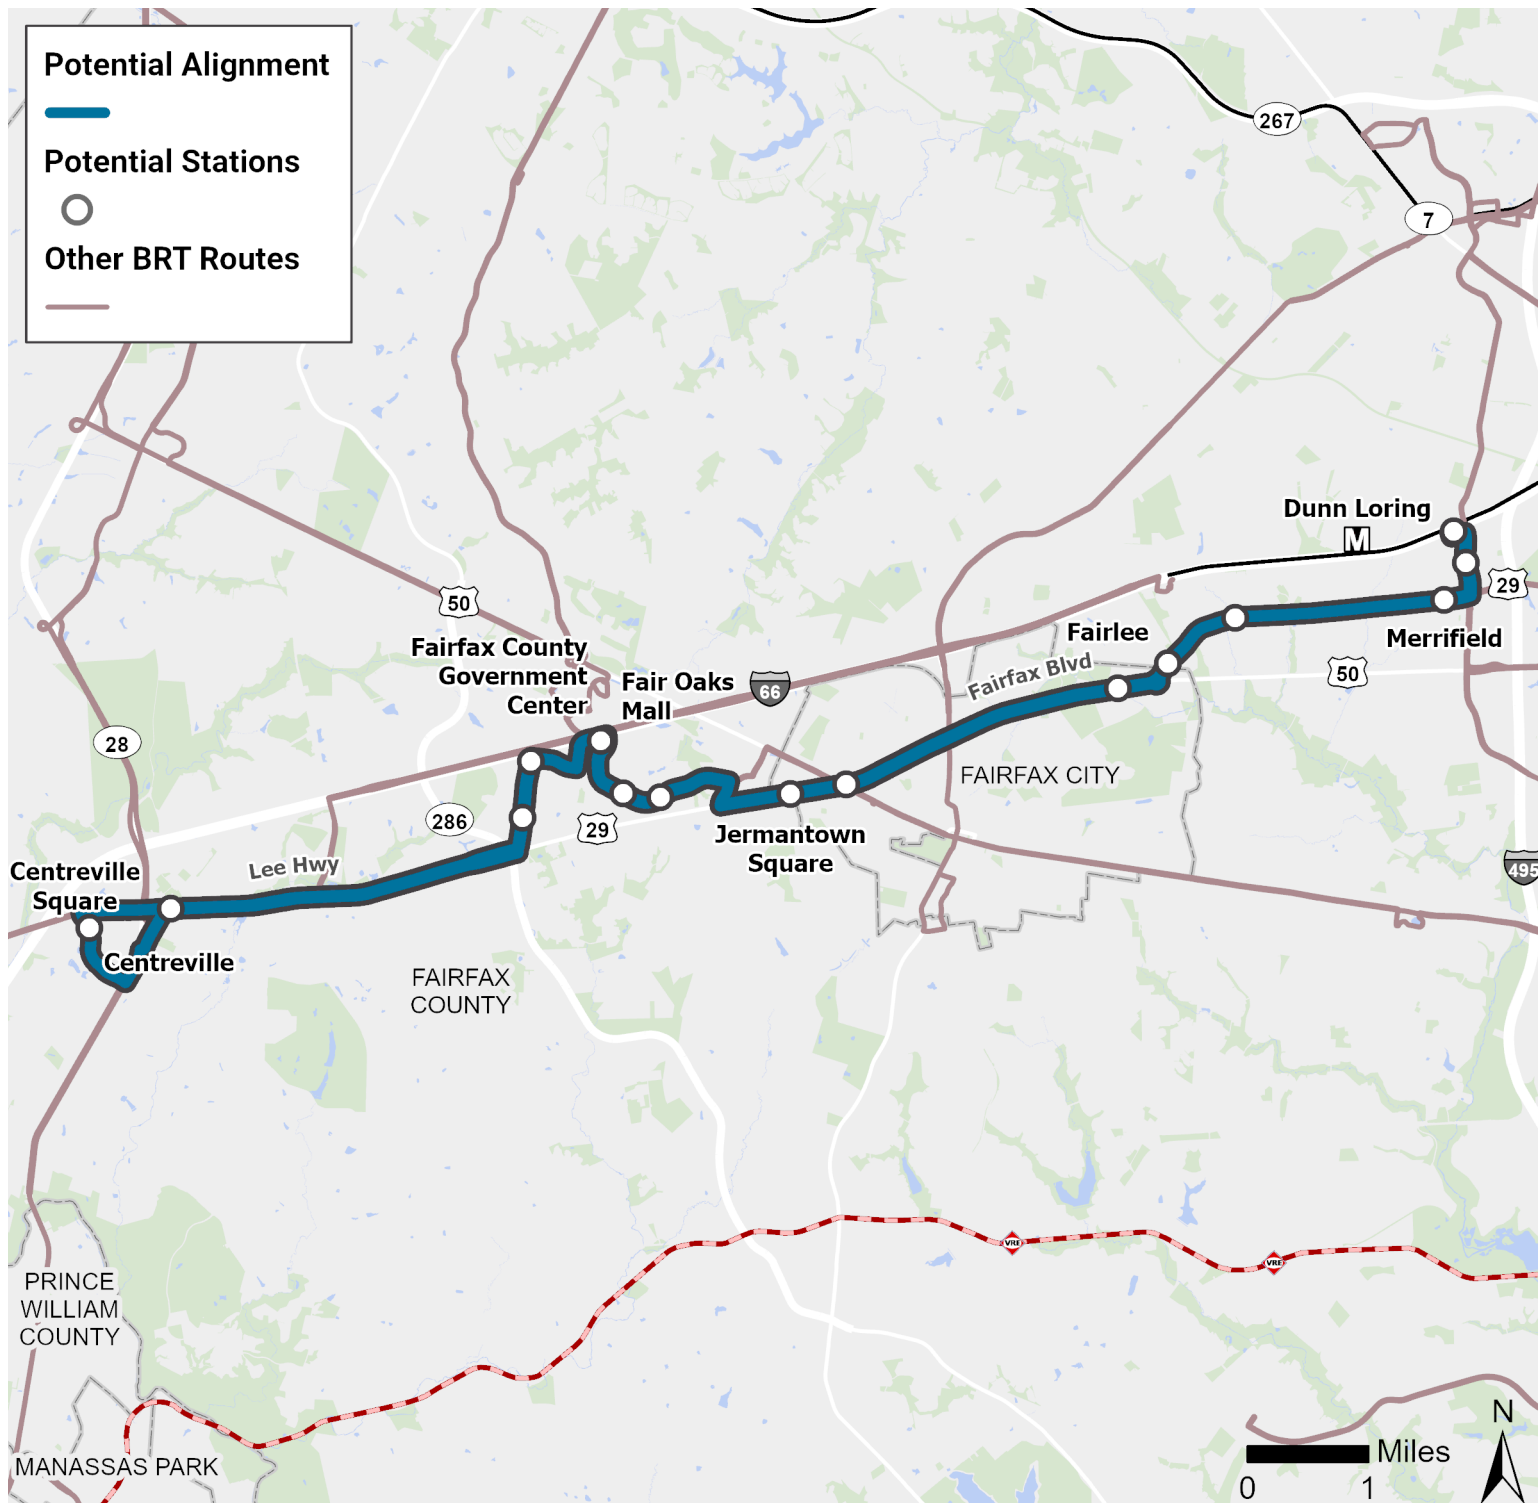 Potential Alignment
Potential Stations
Other BRT Routes
267
7
Dunn Loring
M
29
50
Fairlee
Merrifield
Fairfax County
Government
Center
Fair Oaks
Mall
66
Fairfax Blvd
50
28
FAIRFAX CITY
286
29
Jermantown
Square
Lee Hwy
495
Centreville
Square
Centreville
FAIRFAX
COUNTY
VRE
VRE
PRINCE
WILLIAM
COUNTY
MANASSAS PARK
N
Miles
0 1